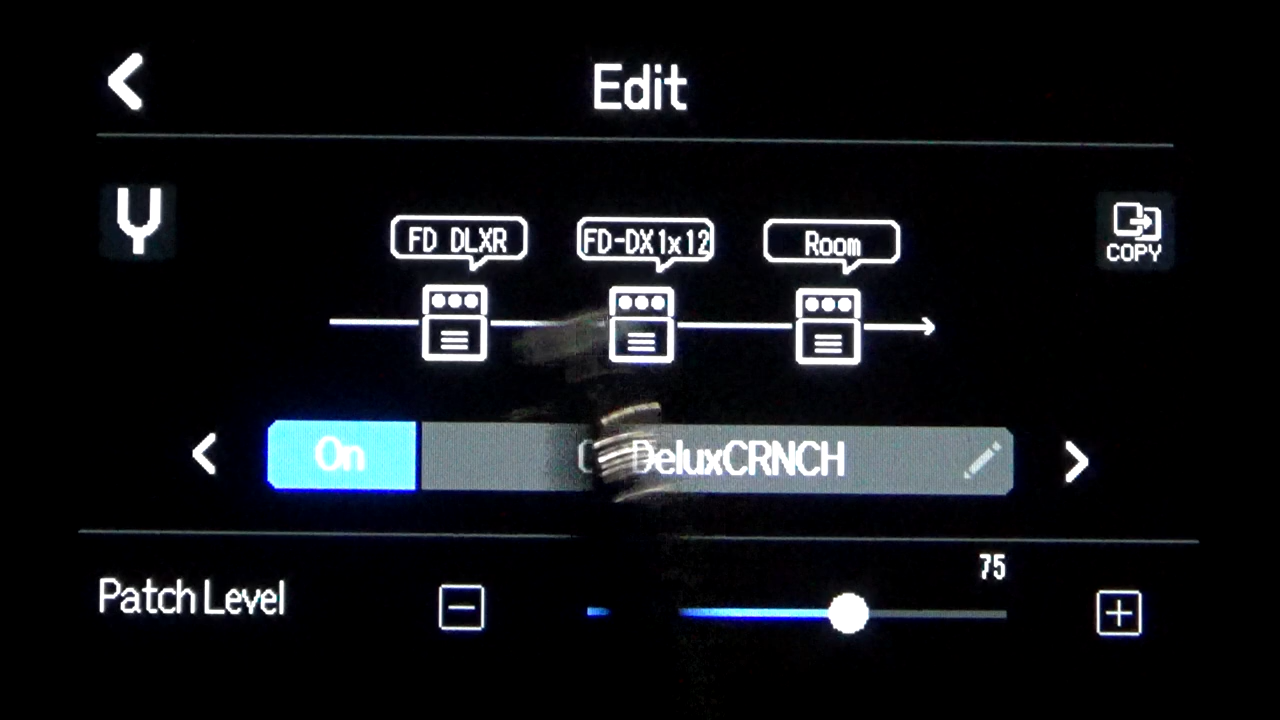 Edit
FD DLXR
FD-DX1x12
Room
COPY
On
DeluxCRNCH
75
Patch Level